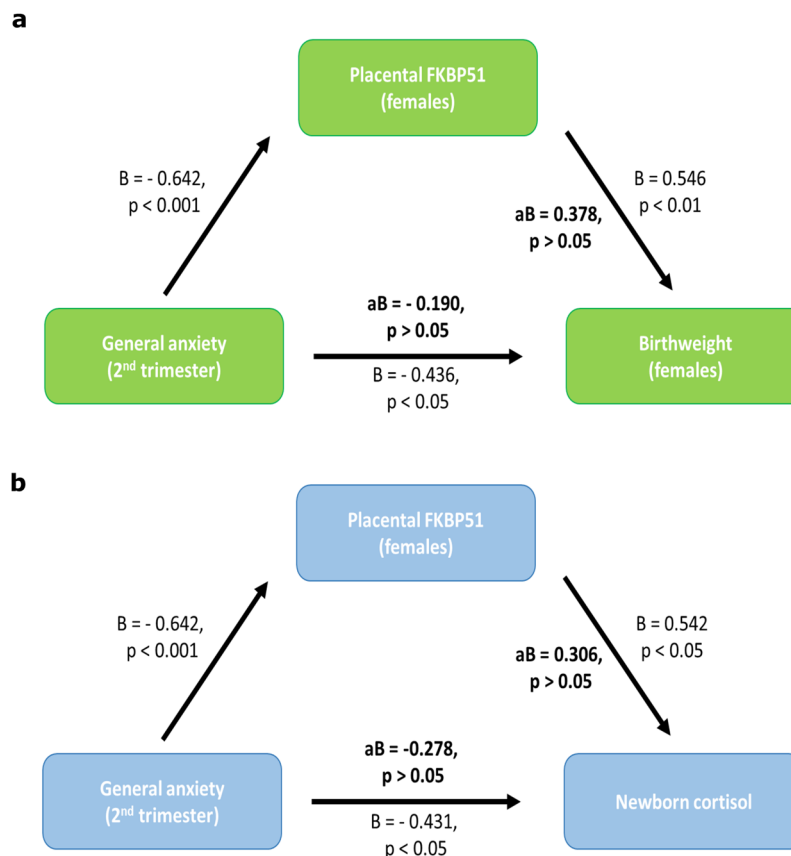 a
Placental FKBP51
(females)
B = - 0.642,
p < 0.001
B = 0.546
p < 0.01
aB = 0.378,
p > 0.05
General anxiety
(2nd trimester)
aB = - 0.190,
p > 0.05
B = - 0.436,
p < 0.05
Birthweight
(females)
b
Placental FKBP51
(females)
B = - 0.642,
p < 0.001
B = 0.542
p < 0.05
aB = 0.306,
p > 0.05
General anxiety
(2nd trimester)
aB = -0.278,
p > 0.05
B = - 0.431,
p < 0.05
Newborn cortisol